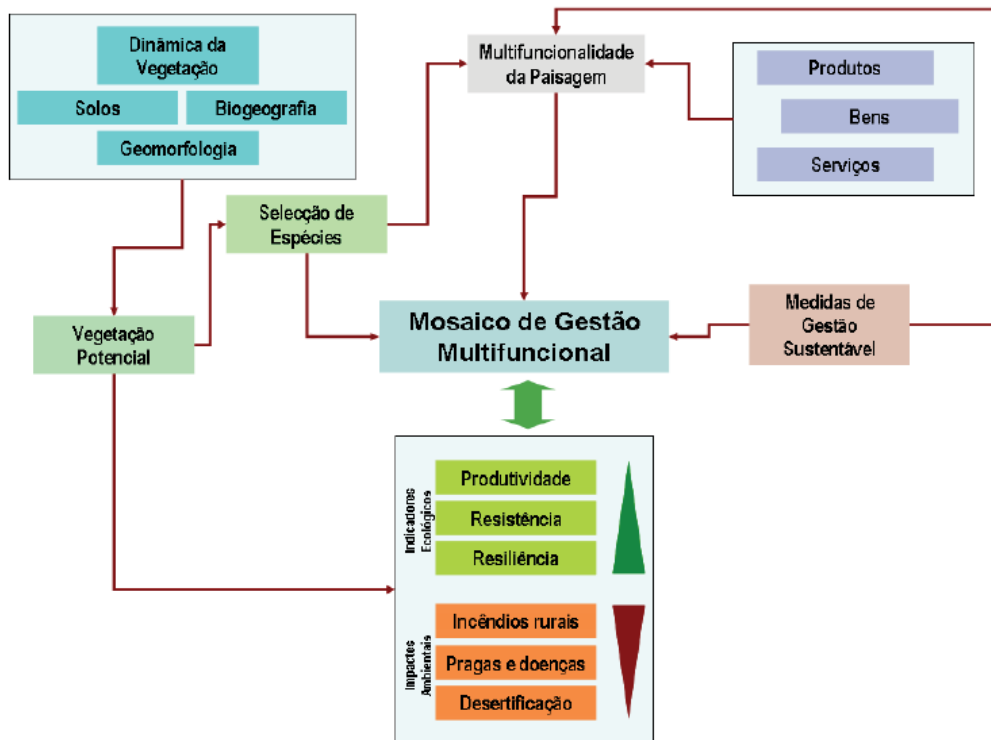 Dinâmica da
Vegetação
Solos
Biogeografia
Geomorfologia
Multifuncionalidade
da Paisagem
Produtos
Bens
Serviços
Selecção de
Espécies
Vegetação
Potencial
Mosaico de Gestão
Multifuncional
Medidas de
Gestão
Sustentável
Indicadores
Ecológicos
Produtividade
Resistência
Resiliência
Impactes
Ambientais
Incêndios rurais
Pragas e doenças
Desertificação